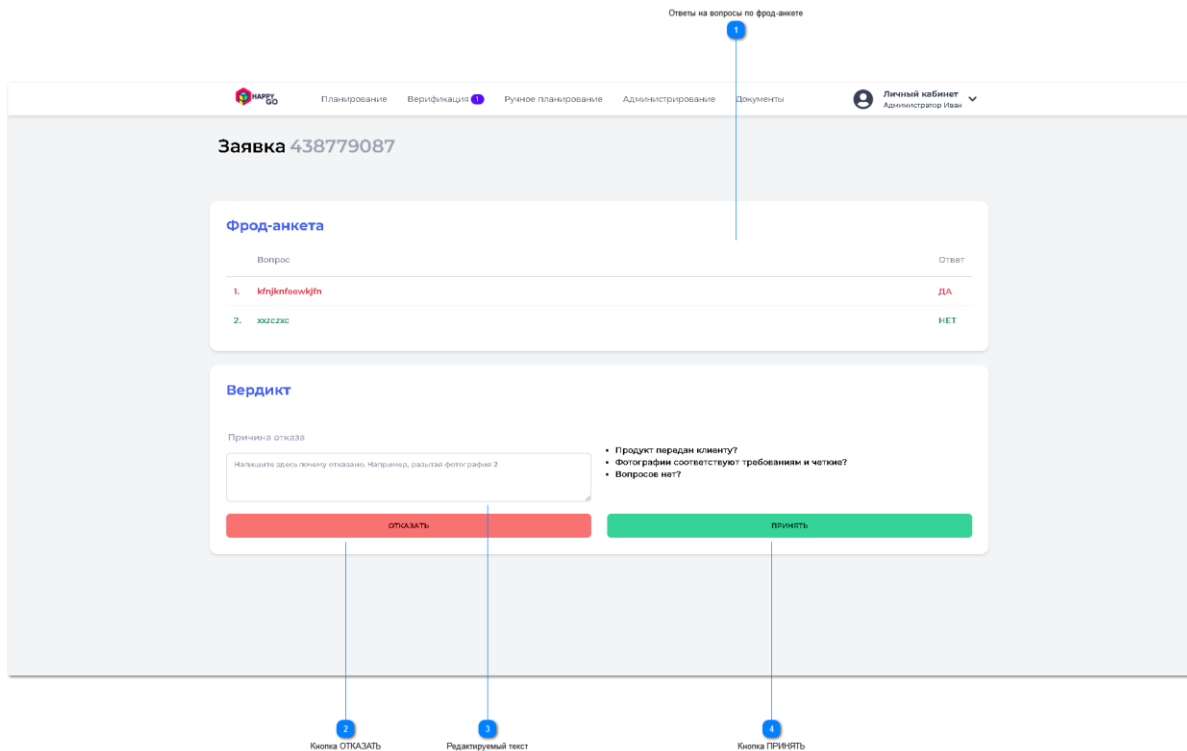 Ответы на вопросы по фрод-анкете
1
HAPPY GO
Планирование Верификация 1 Ручное планирование Администрирование Документы
Личный кабинет
Администратор Иван
Заявка 438779087
Фрод-анкета
Вопрос Ответ
1. kfnjknfeewkjfn ДА
2. xxzczxc НЕТ
Вердикт
Причина отказа
Напишите здесь почему отказано. Например, разытая фотография 2
• Продукт передан клиенту?
• Фотографии соответствуют требованиям и четкие?
• Вопросов нет?
ОТКАЗАТЬ ПРИНЯТЬ
2 3 4
Кнопка ОТКАЗАТЬ Редактируемый текст Кнопка ПРИНЯТЬ